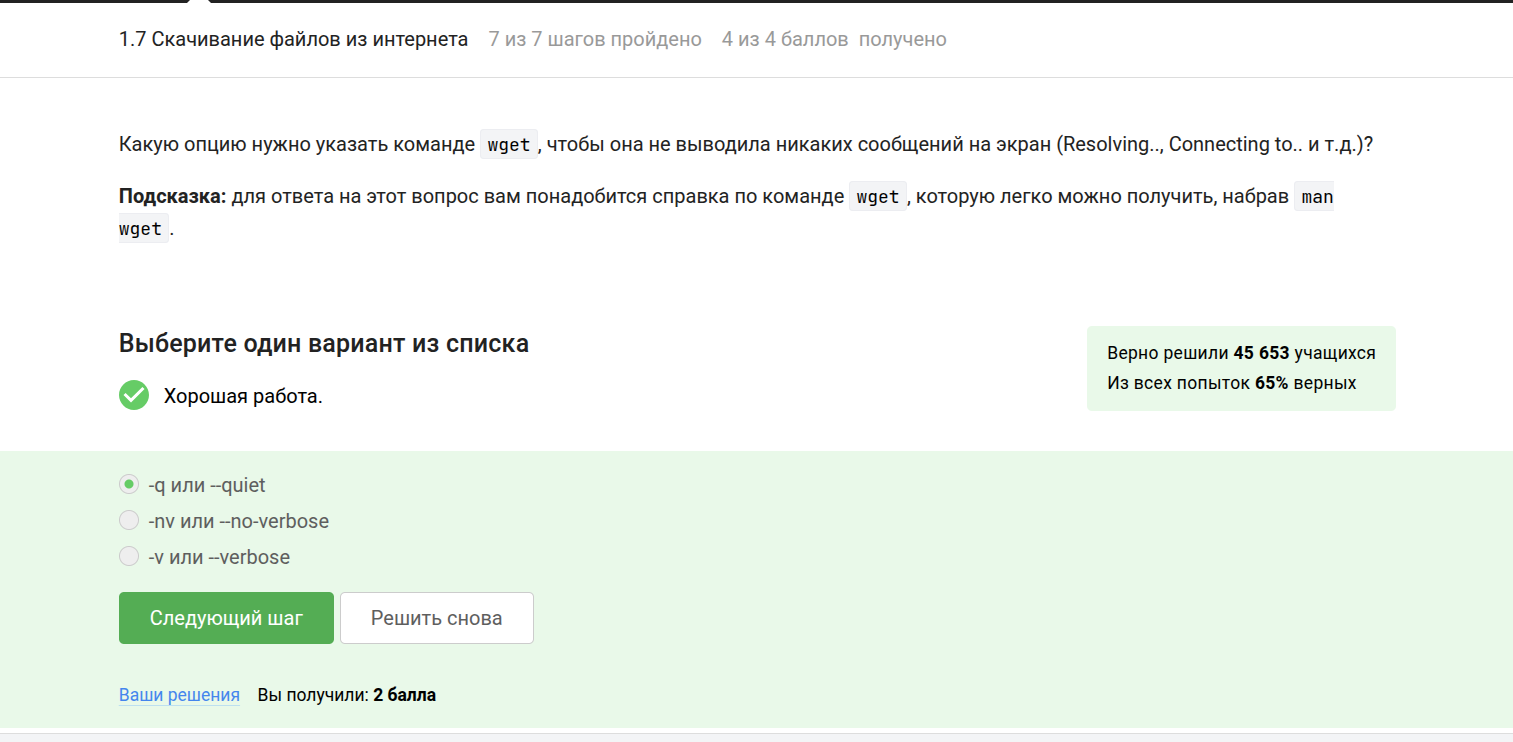 1.7 Скачивание файлов из интернета 7 из 7 шагов пройдено 4 из 4 баллов получено
Какую опцию нужно указать команде wget, чтобы она не выводила никаких сообщений на экран (Resolving.., Connecting to.. и т.д.)?
Подсказка: для ответа на этот вопрос вам понадобится справка по команде wget, которую легко можно получить, набрав man
wget.
Выберите один вариант из списка
Хорошая работа.
Верно решили 45 653 учащихся
Из всех попыток 65% верных
-q или --quiet
-nv или --no-verbose
-v или --verbose
Следующий шаг Решить снова
Ваши решения Вы получили: 2 балла